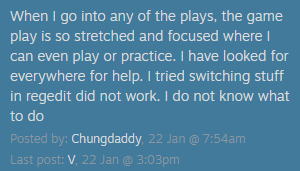 When I go into any of the plays, the game
play is so stretched and focused where I
can even play or practice. I have looked for
everywhere for help. I tried switching stuff
in regedit did not work. I do not know what
to do
Posted by: Chungdaddy, 22 Jan @ 7:54am
Last post: V, 22 Jan @ 3:03pm